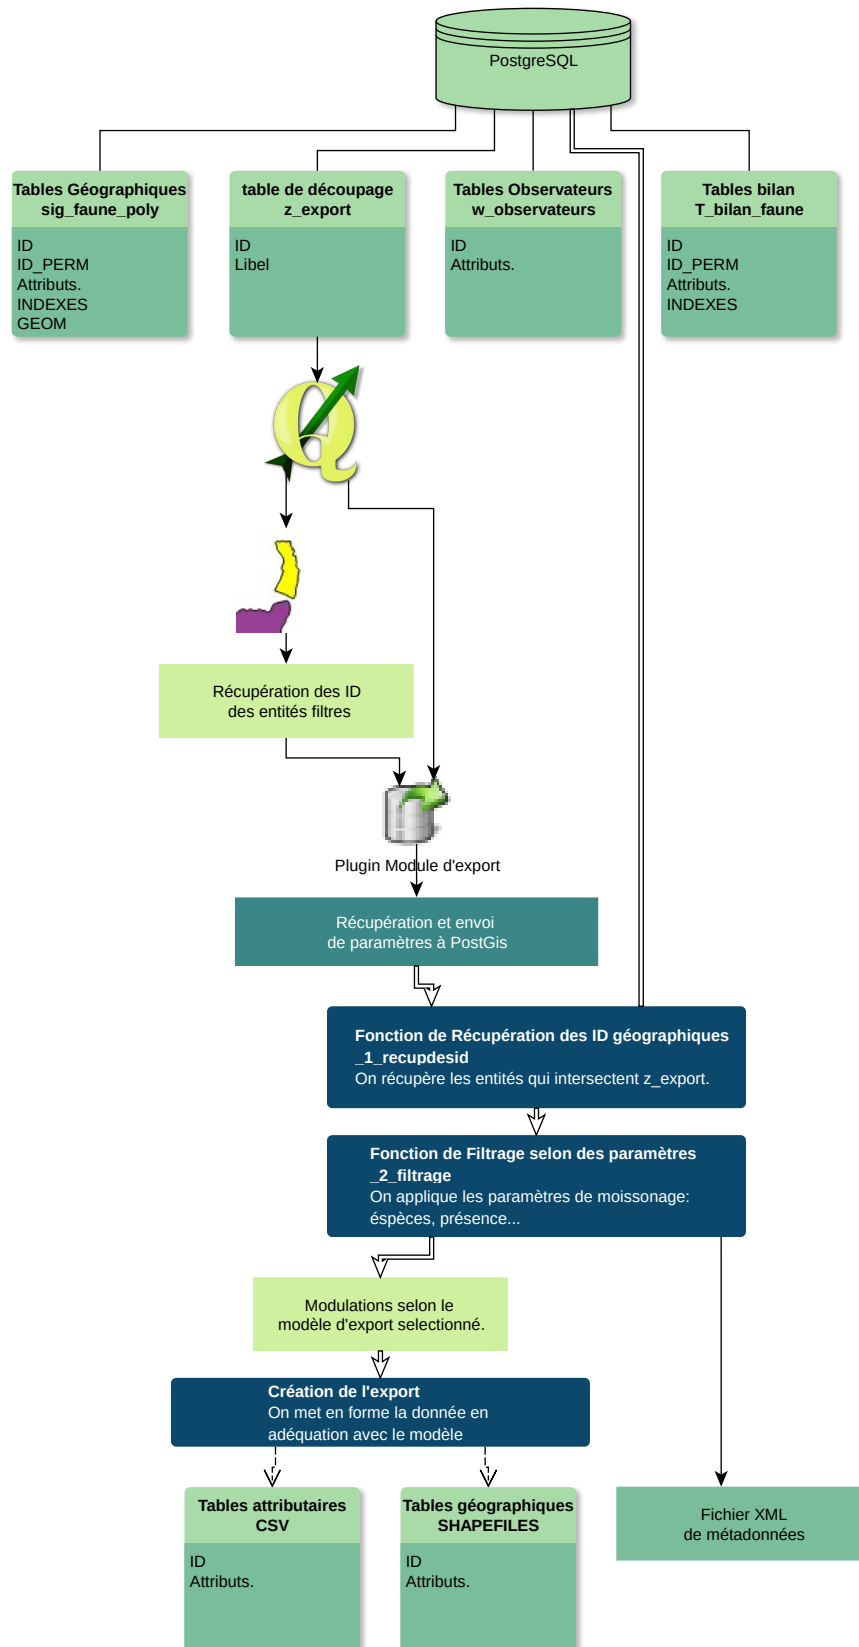 PostgreSQL
Tables Géographiques
sig_faune_poly
ID
ID_PERM
Attributs.
INDEXES
GEOM
table de découpage
z_export
ID
Libel
Tables Observateurs
w_observateurs
ID
Attributs.
Tables bilan
T_bilan_faune
ID
ID_PERM
Attributs.
INDEXES
Récupération des ID
des entités filtres
Plugin Module d'export
Récupération et envoi
de paramètres à PostGis
Fonction de Récupération des ID géographiques
_1_recupdesid
On récupère les entités qui intersectent z_export.
Fonction de Filtrage selon des paramètres
_2_filtrage
On applique les paramètres de moissonage:
éspèces, présence...
Modulations selon le
modèle d'export selectionné.
Création de l'export
On met en forme la donnée en
adéquation avec le modèle
Tables attributaires
CSV
ID
Attributs.
Tables géographiques
SHAPEFILES
ID
Attributs.
Fichier XML
de métadonnées